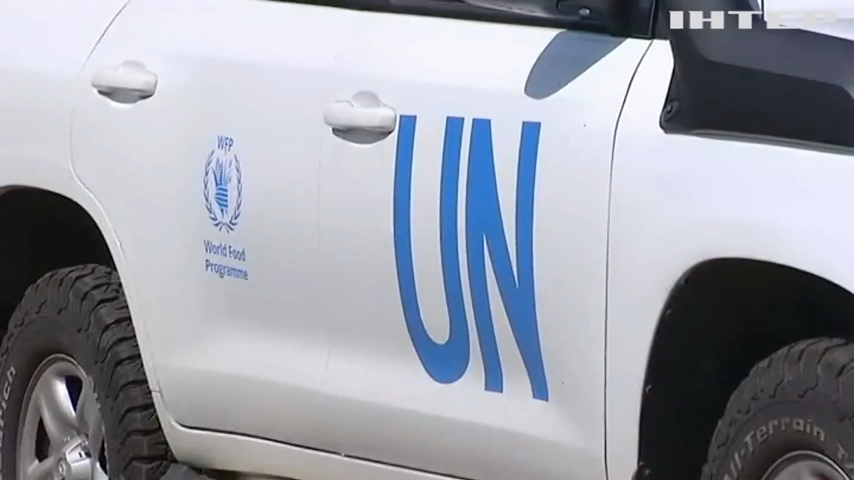 ІНТЕР
WFP
UN
World Food
Programme
All-Terrain